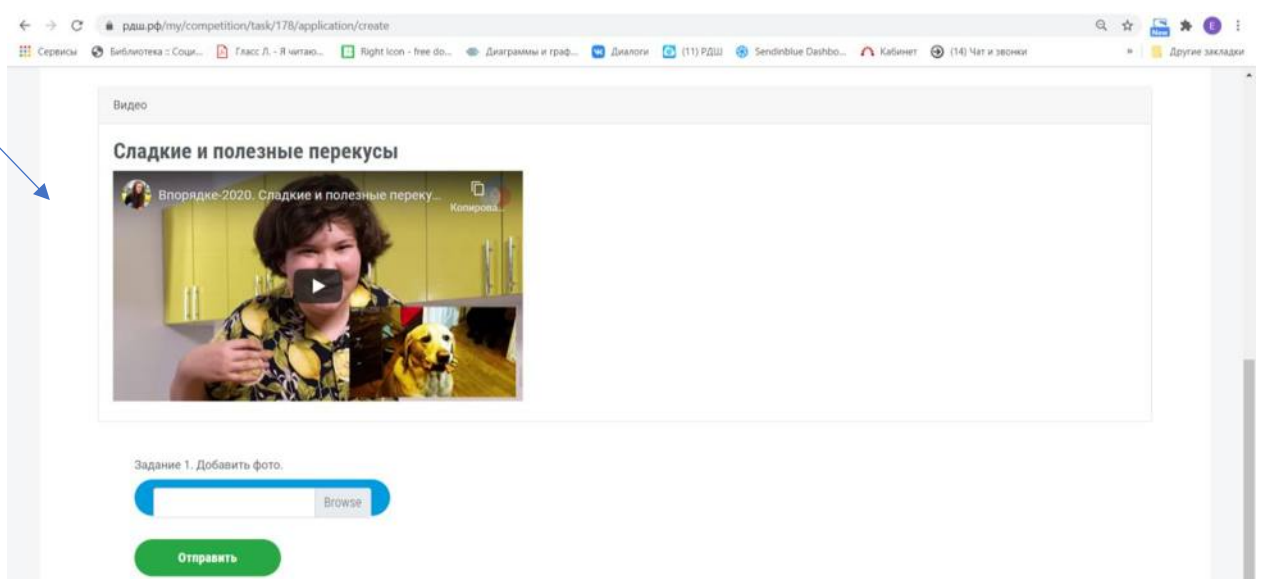 рдш.рф/my/competition/task/178/application/create
New
E
Сервисы Библиотека :: Соци... Гласс Л. - Я читаю... Right Icon - free do... Диаграммы и граф... Диалоги (11) РДШ Sendinblue Dashbo... Кабинет (14) Чат и звонки » Другие закладки
Видео
Сладкие и полезные перекусы
Впорядке-2020. Сладкие и полезные переку...
Копирова...
Задание 1. Добавить фото.
Browse
Отправить